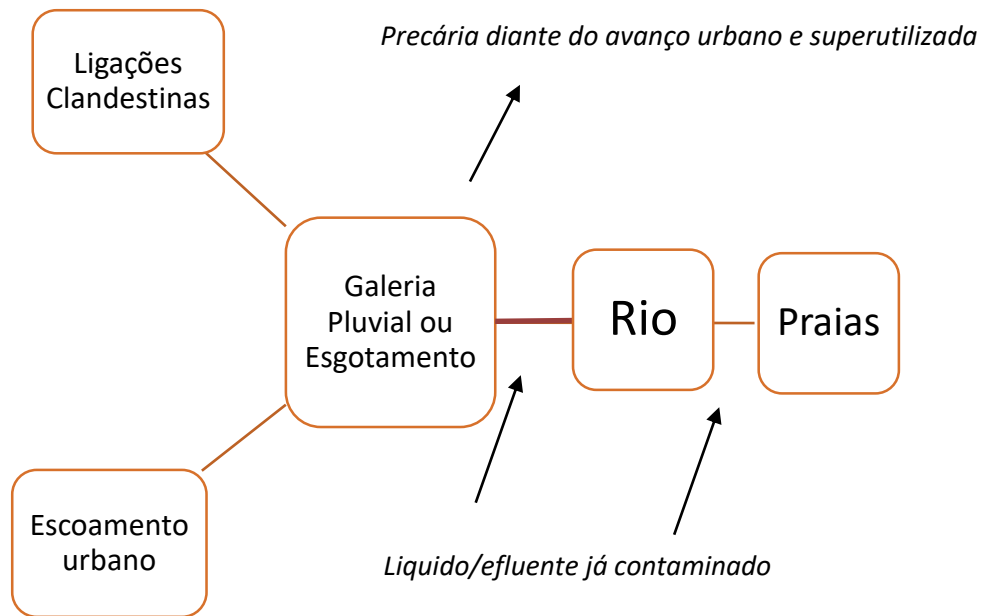 Ligações
Clandestinas
Precária diante do avanço urbano e superutilizada
Galeria
Pluvial ou
Esgotamento
Rio
Praias
Escoamento
urbano
Liquido/efluente já contaminado